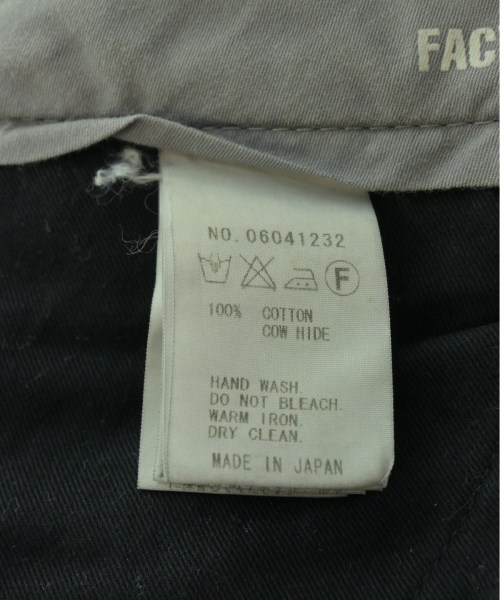 FAC
NO. 06041232
F
100% COTTON
COW HIDE
HAND WASH.
DO NOT BLEACH.
WARM IRON.
DRY CLEAN.
MADE IN JAPAN